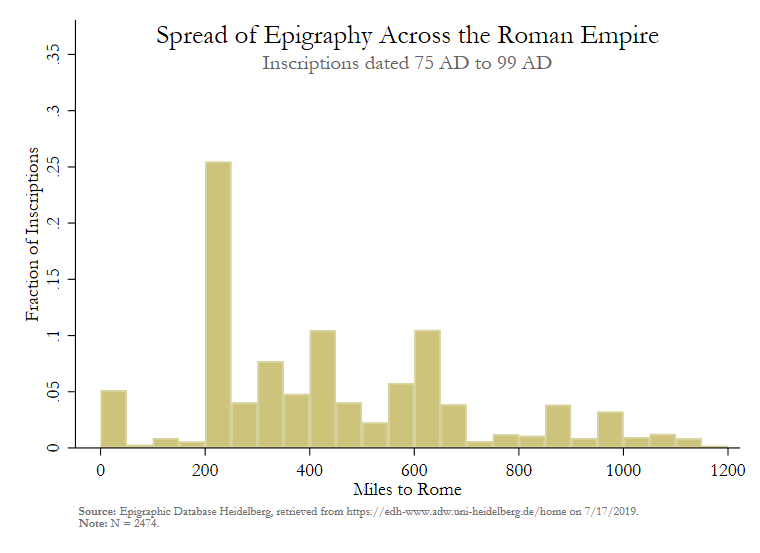 Spread of Epigraphy Across the Roman Empire
Inscriptions dated 75 AD to 99 AD
Fraction of Inscriptions
.35
.3
.25
.2
.15
.1
.05
0
0 200 400 600 800 1000 1200
Miles to Rome
Source: Epigraphic Database Heidelberg, retrieved from https://edh-www.adw.uni-heidelberg.de/home on 7/17/2019.
Note: N = 2474.